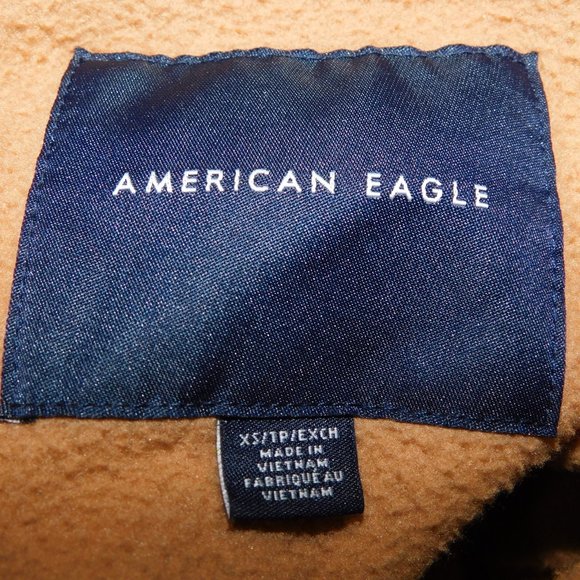 AMERICAN EAGLE
XS/TP/EXCH
MADE IN
VIETNAM
FABRIQUÉ AU
VIETNAM